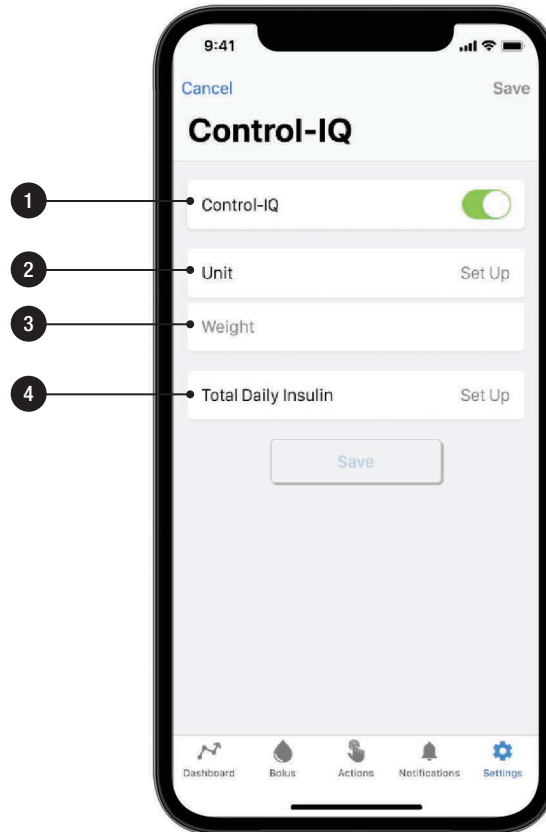 9:41
Cancel Save
Control-IQ
1 Control-IQ
2 Unit Set Up
3 Weight
4 Total Daily Insulin Set Up
Save
Dashboard Bolus Actions Notifications Settings